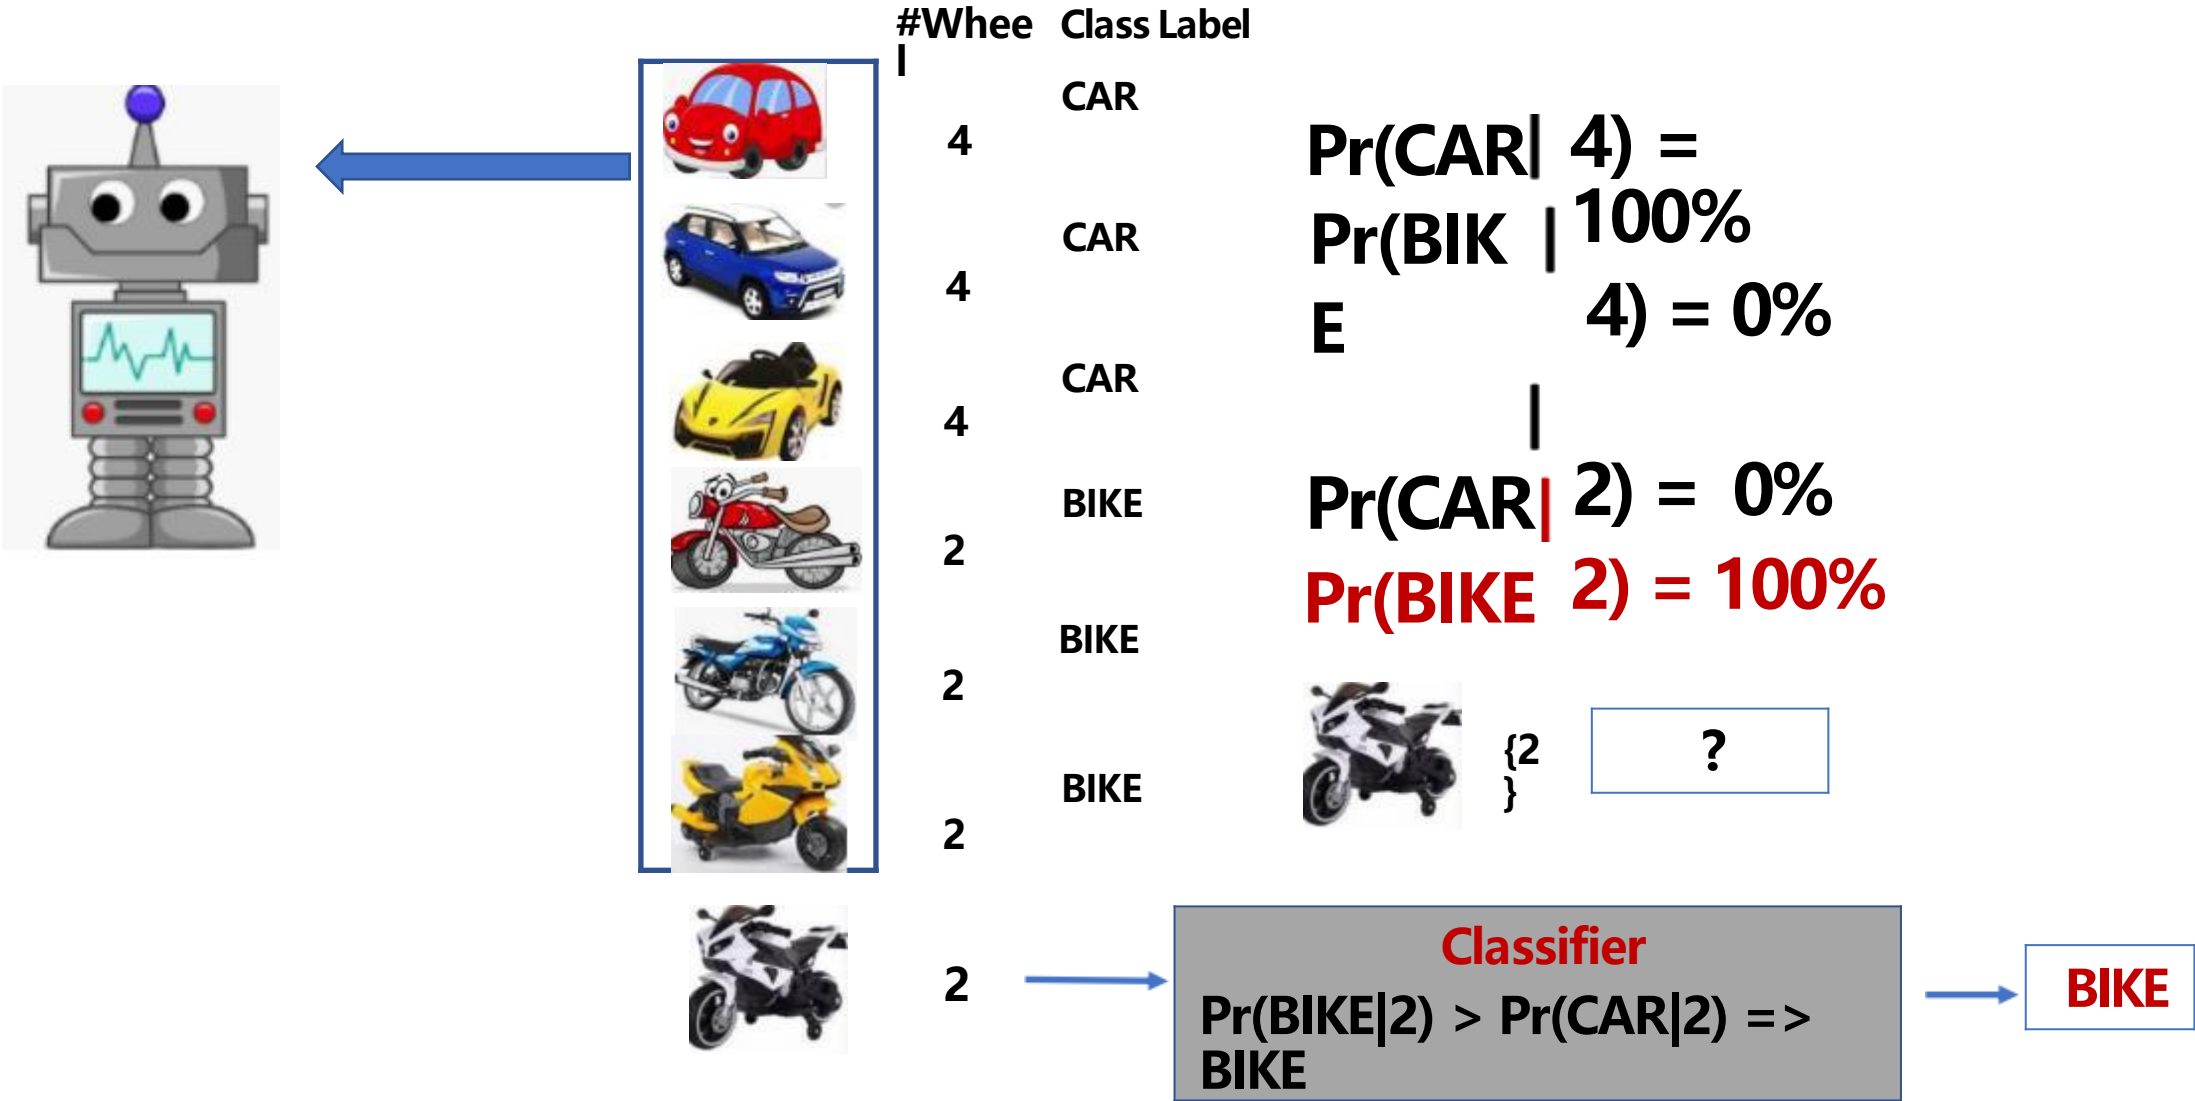 #Whee
l
Class Label
CAR
4
CAR
4
CAR
4
BIKE
2
BIKE
2
BIKE
2
Pr(CAR| 4) =
100%
Pr(BIK |
E 4) = 0%
|
Pr(CAR| 2) = 0%
Pr(BIKE 2) = 100%
{2
}
?
2
Classifier
Pr(BIKE|2) > Pr(CAR|2) =>
BIKE
BIKE